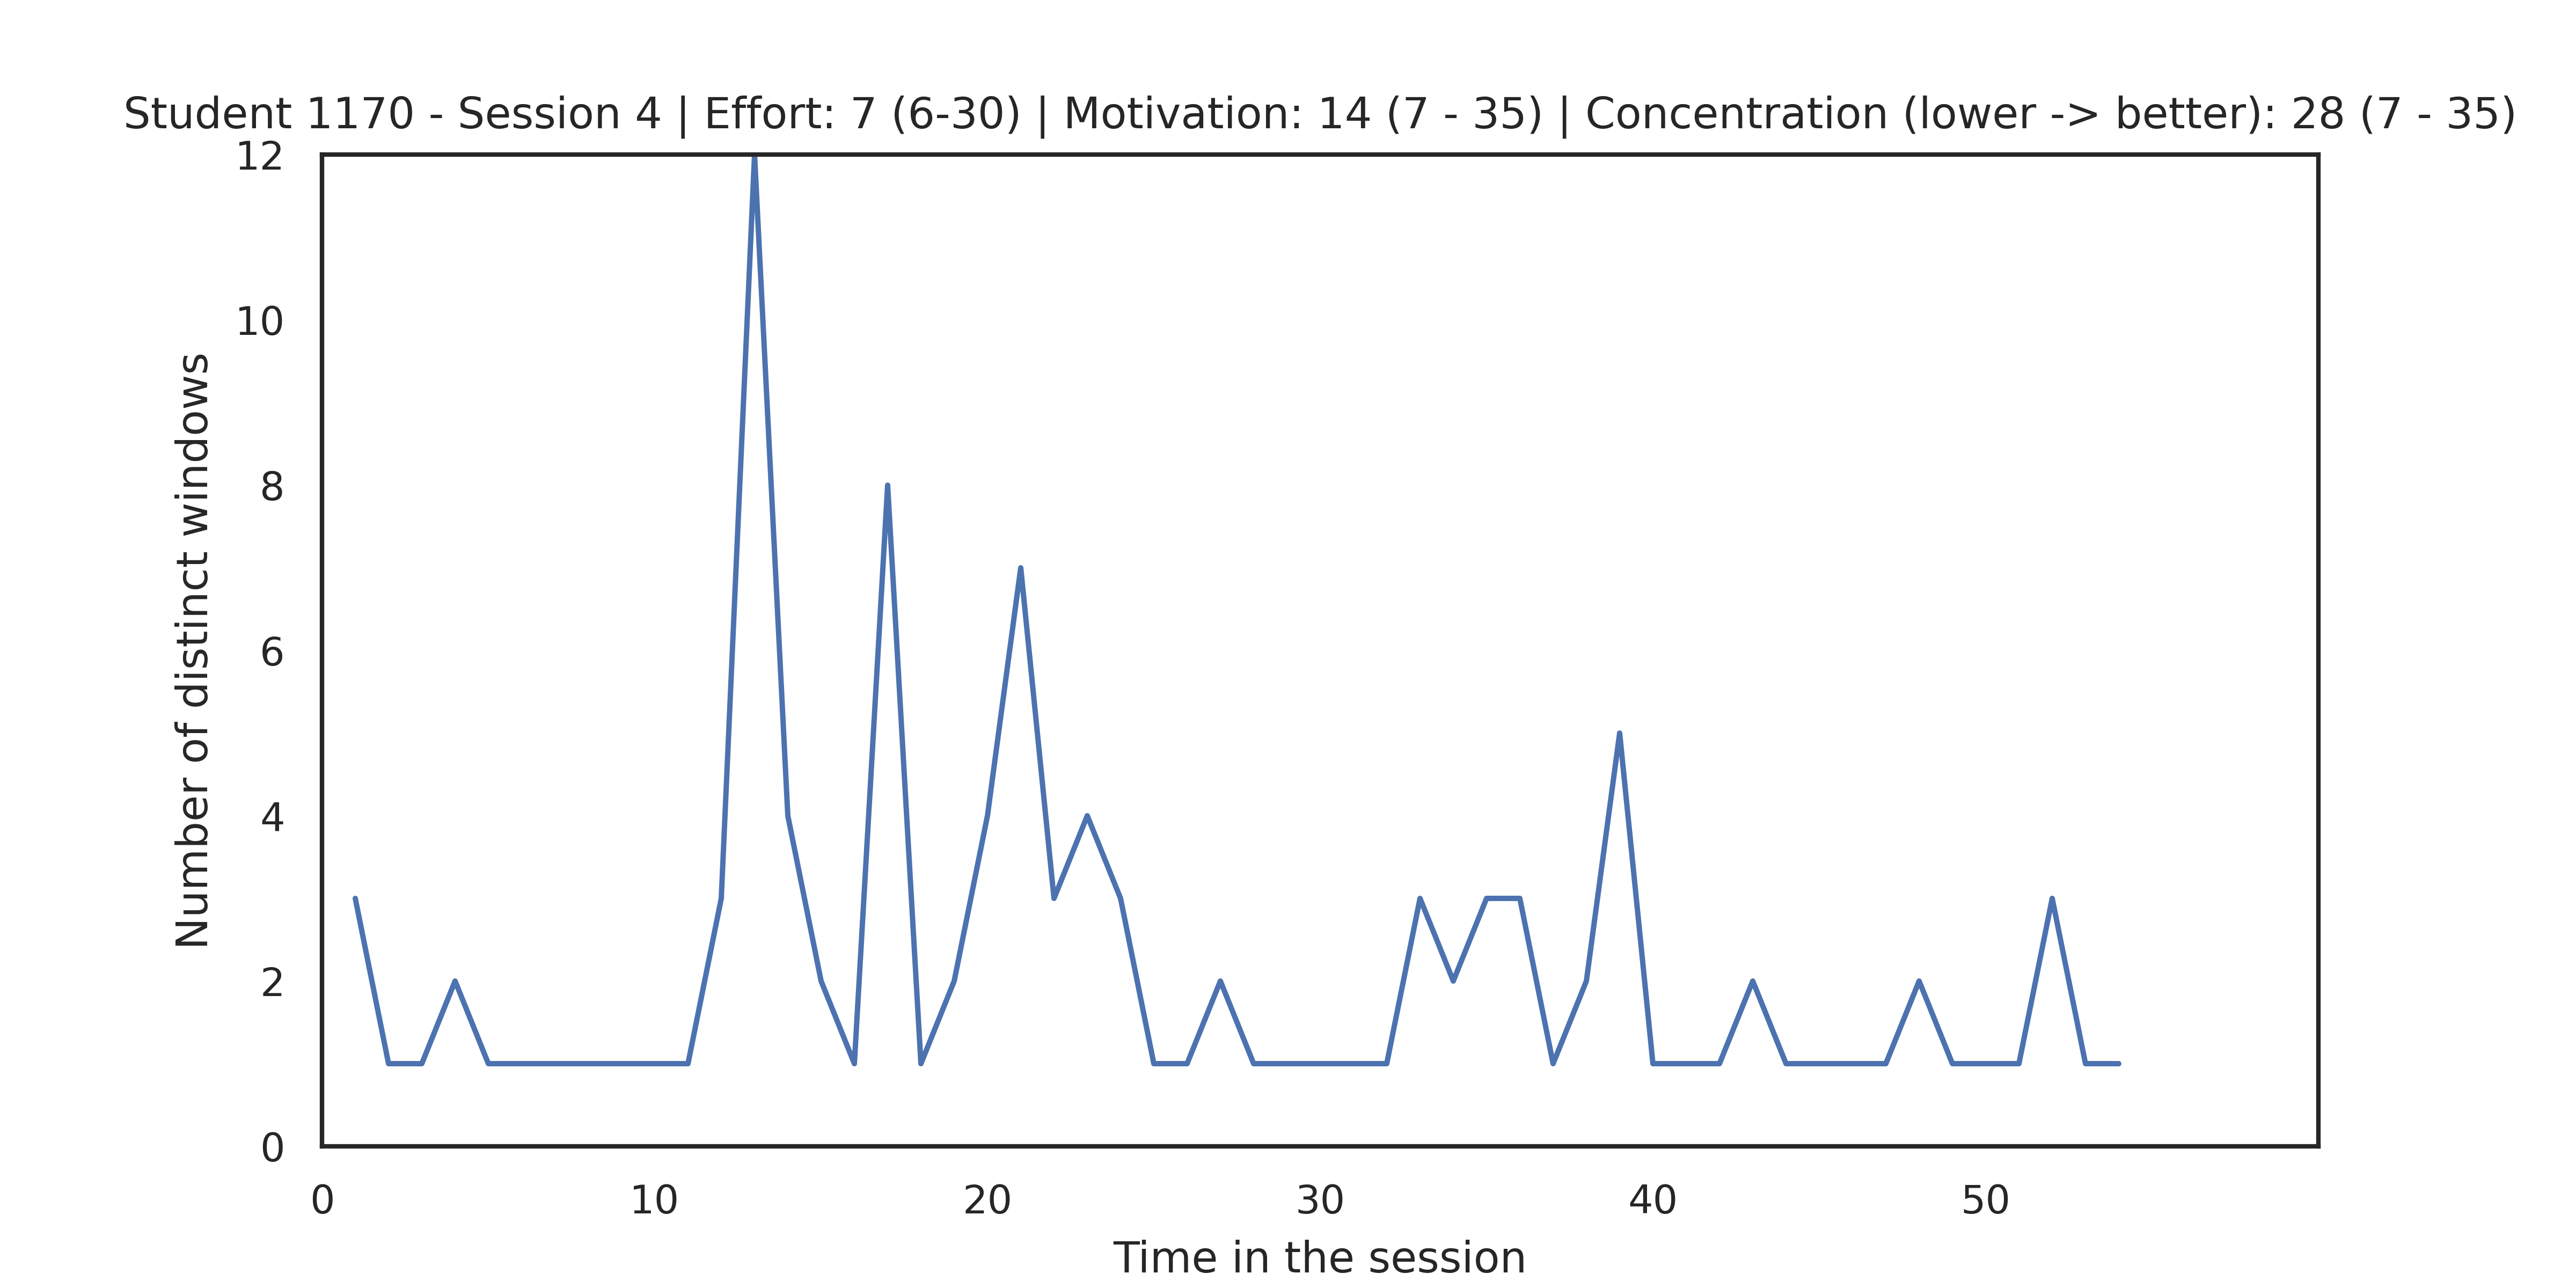 Student 1170 - Session 4 | Effort: 7 (6-30) | Motivation: 14 (7 - 35) | Concentration (lower -> better): 28 (7 - 35)
12
10
8
6
4
2
0
Number of distinct windows
0 10 20 30 40 50
Time in the session